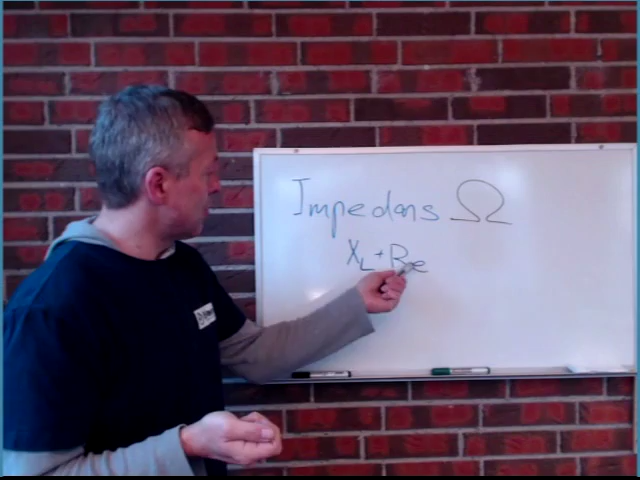 Impedans Ω
XL + Re